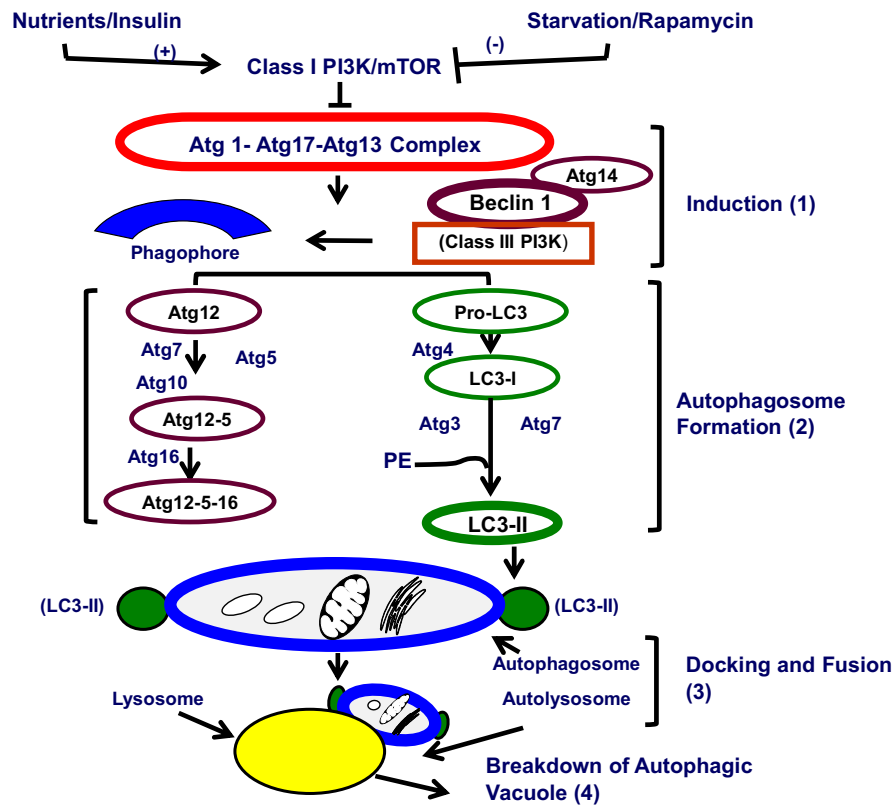 Nutrients/Insulin
Starvation/Rapamycin
(+)
(-)
Class I PI3K/mTOR
Atg 1- Atg17-Atg13 Complex
Atg14
Beclin 1
Induction (1)
(Class III PI3K)
Phagophore
Atg12
Pro-LC3
Atg7
Atg5
Atg4
Atg10
LC3-I
Atg12-5
Atg3
Atg7
Autophagosome
Formation (2)
Atg16
PE
Atg12-5-16
LC3-II
(LC3-II)
(LC3-II)
Autophagosome
Docking and Fusion
(3)
Lysosome
Autolysosome
Breakdown of Autophagic
Vacuole (4)